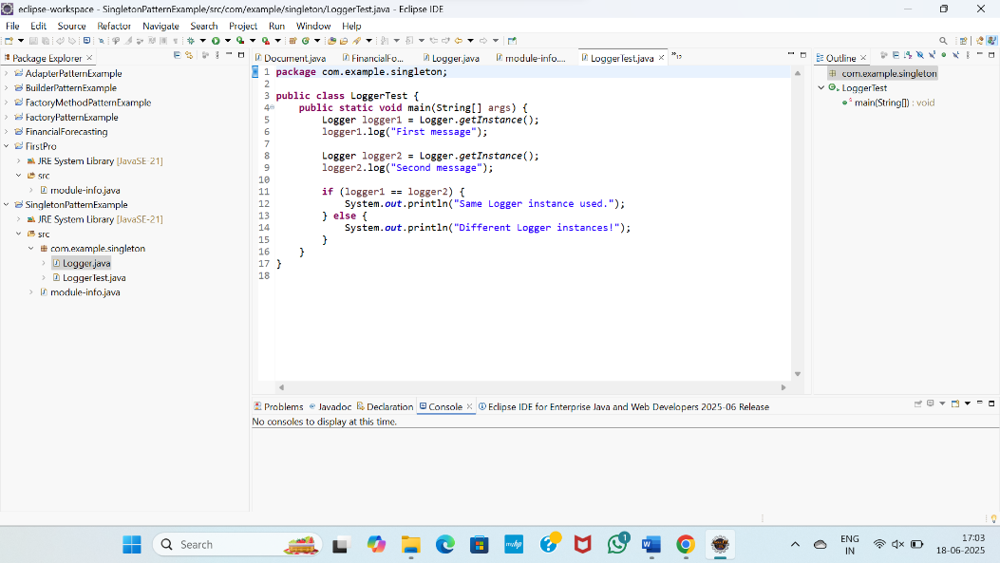 eclipse-workspace - SingletonPatternExample/src/com/example/singleton/LoggerTest.java - Eclipse IDE
File Edit Source Refactor Navigate Search Project Run Window Help
Package Explorer
AdapterPatternExample
BuilderPatternExample
FactoryMethodPatternExample
FactoryPatternExample
FinancialForecasting
FirstPro
JRE System Library [JavaSE-21]
src
module-info.java
SingletonPatternExample
JRE System Library [JavaSE-21]
src
com.example.singleton
Logger.java
LoggerTest.java
module-info.java
Document.java FinancialFo... Logger.java module-info.... LoggerTest.java »12
1 package com.example.singleton;
2
3 public class LoggerTest {
4 public static void main(String[] args) {
5 Logger logger1 = Logger.getInstance();
6 logger1.log("First message");
7
8 Logger logger2 = Logger.getInstance();
9 logger2.log("Second message");
10
11 if (logger1 == logger2) {
12 System.out.println("Same Logger instance used.");
13 } else {
14 System.out.println("Different Logger instances!");
15 }
16 }
17 }
18
Outline
com.example.singleton
LoggerTest
main(String[]) : void
Problems Javadoc Declaration Console Eclipse IDE for Enterprise Java and Web Developers 2025-06 Release
No consoles to display at this time.
Search
myhp
1
ENG
IN
17:03
18-06-2025